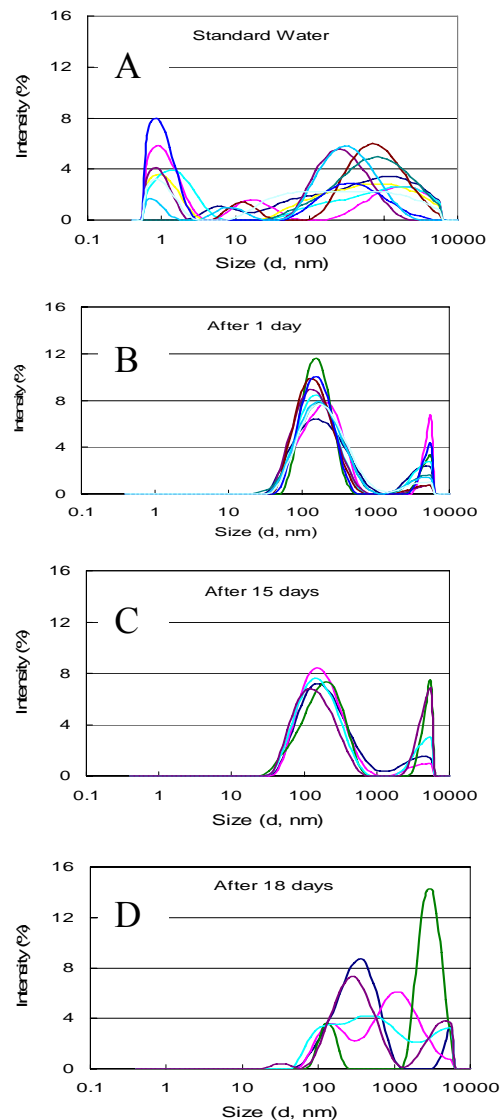 16
12
8
4
0
Intensity (%)
Standard Water
A
0.1 1 10 100 1000 10000
Size (d, nm)
16
12
8
4
0
Intensity (%)
After 1 day
B
0.1 1 10 100 1000 10000
Size (d, nm)
16
12
8
4
0
Intensity (%)
After 15 days
C
0.1 1 10 100 1000 10000
Size (d, nm)
16
12
8
4
0
Intensity (%)
After 18 days
D
0.1 1 10 100 1000 10000
Size (d, nm)